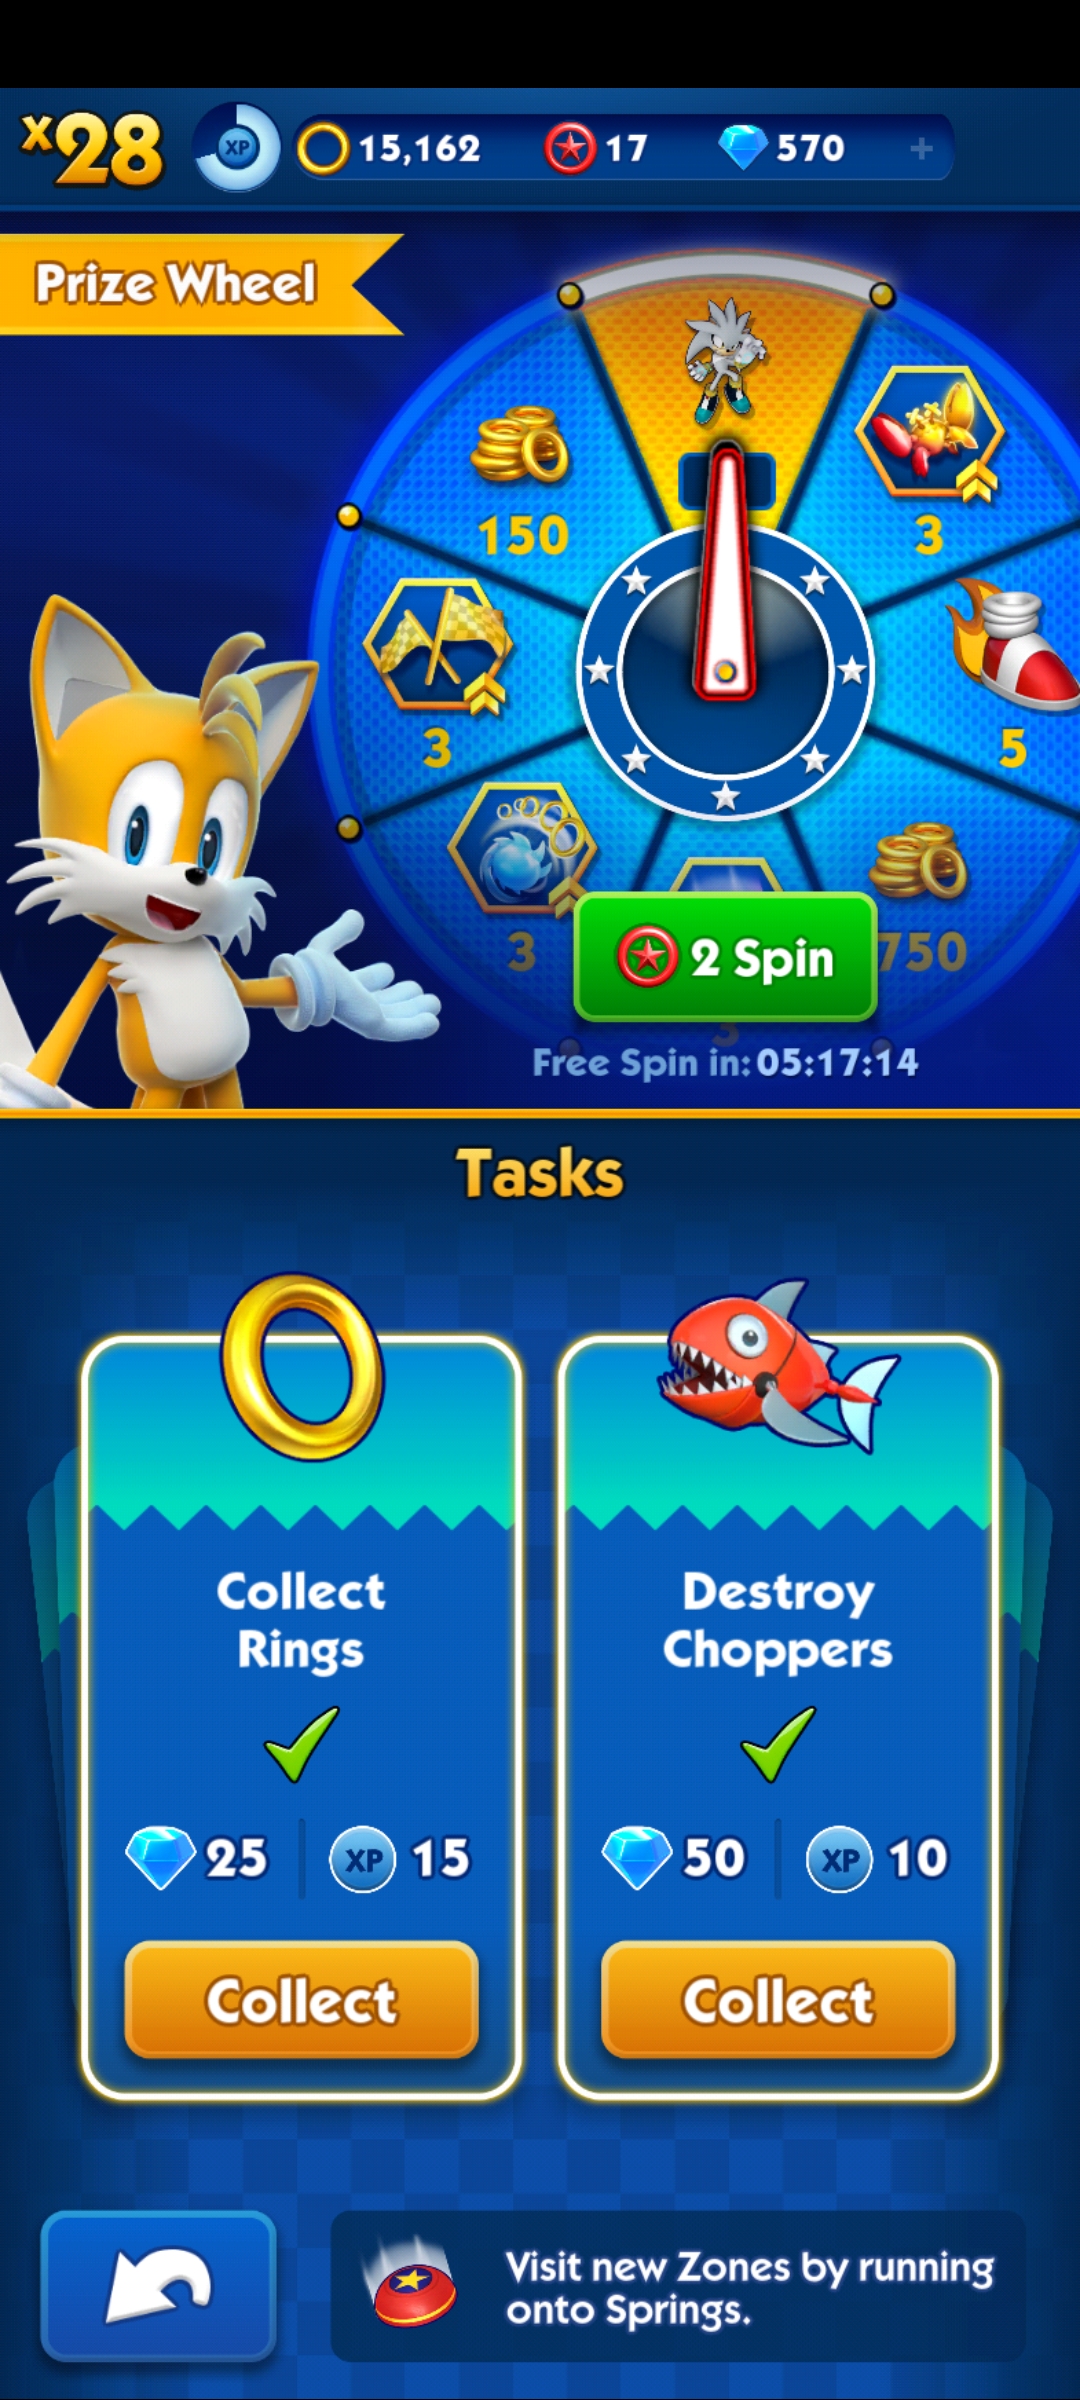 x28
XP
15,162
17
570
+
Prize Wheel
150
3
3
5
3
750
2 Spin
3
Free Spin in: 05:17:14
Tasks
Collect
Rings
25
XP
15
Collect
Destroy
Choppers
50
XP
10
Collect
Visit new Zones by running
onto Springs.